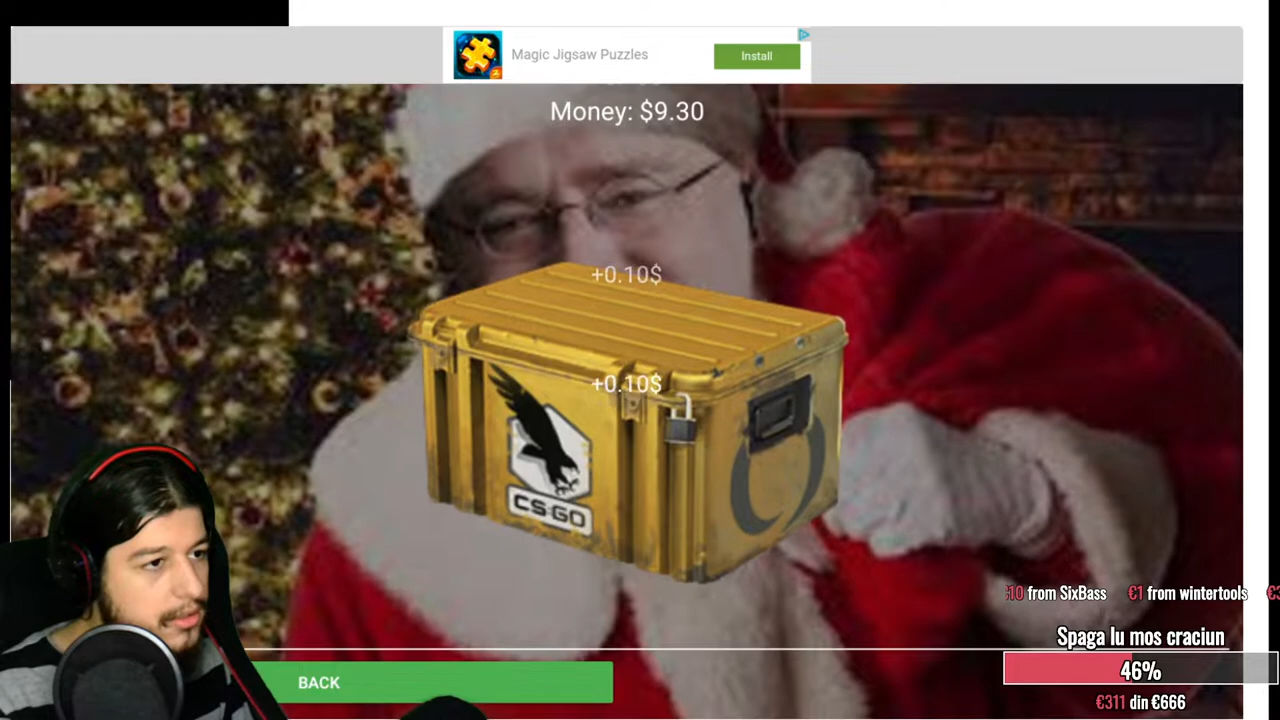 Magic Jigsaw Puzzles
Install
Money: $9.30
+0.10$
+0.10$
CS GO
BACK
10 from SixBass €1 from wintertools
Spaga lu mos craciun
46%
€311 din €666